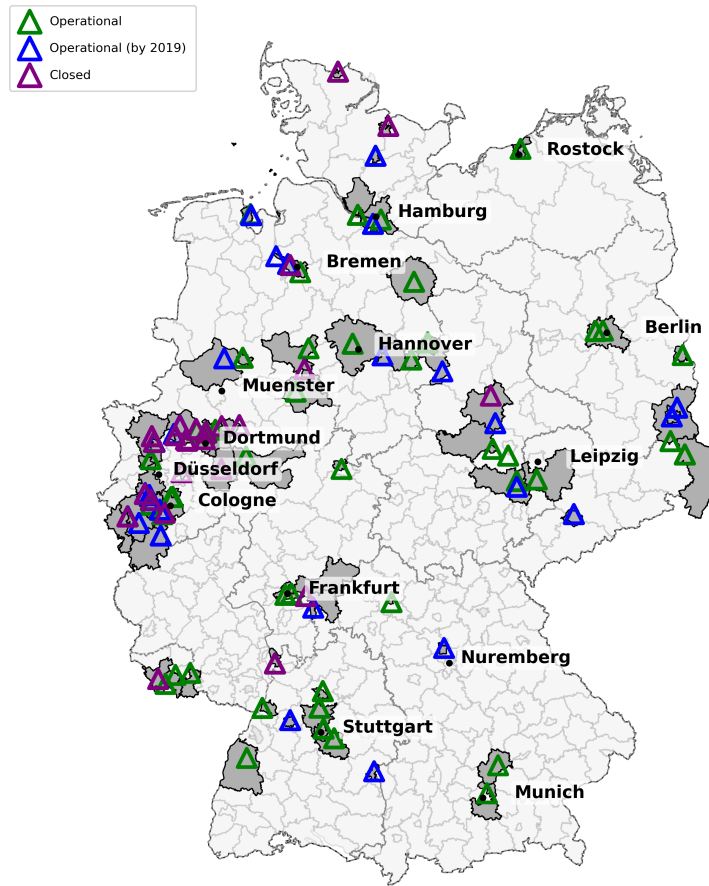 Operational
Operational (by 2019)
Closed
Rostock
Hamburg
Bremen
Berlin
Hannover
Muenster
Dortmund
Leipzig
Düsseldorf
Cologne
Frankfurt
Nuremberg
Stuttgart
Munich